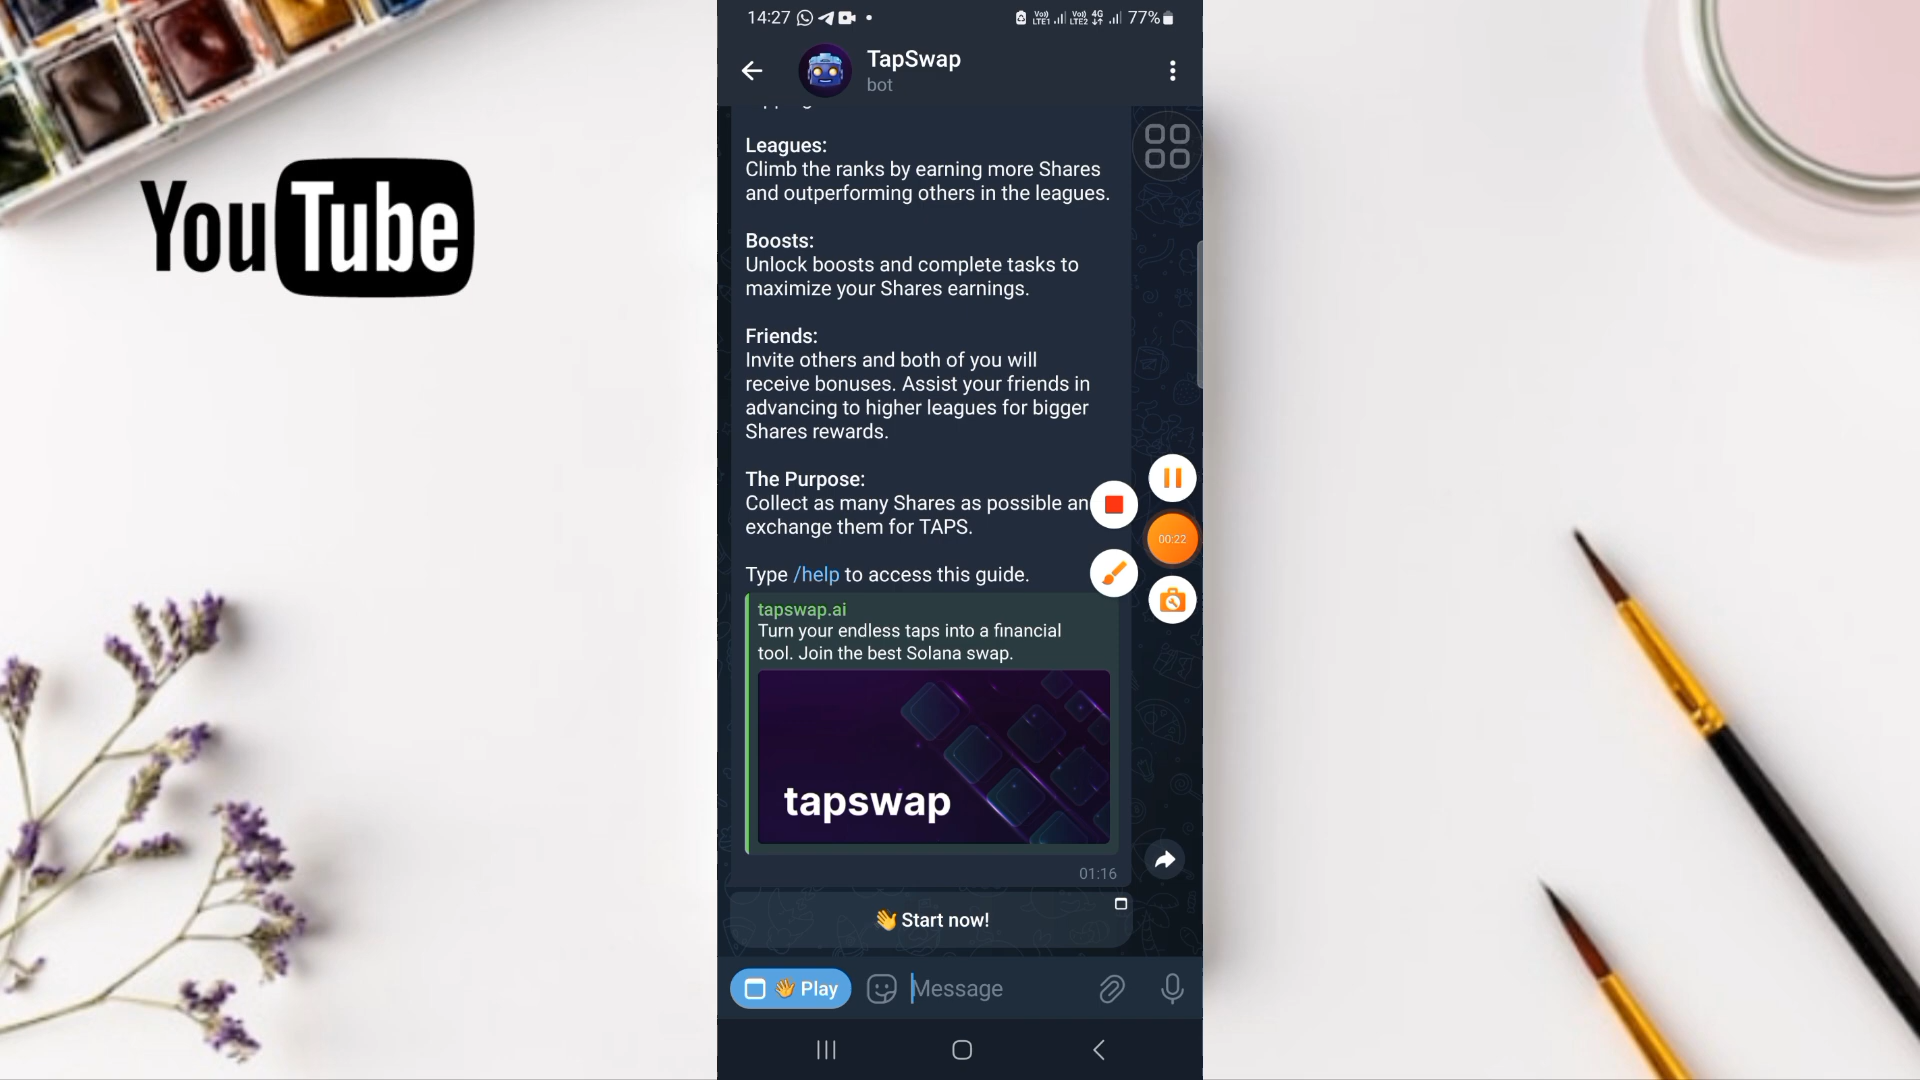 YouTube
14:27
Vo)) LTE1 Vo)) LTE2 4G 77%
TapSwap
bot
Leagues:
Climb the ranks by earning more Shares
and outperforming others in the leagues.
Boosts:
Unlock boosts and complete tasks to
maximize your Shares earnings.
Friends:
Invite others and both of you will
receive bonuses. Assist your friends in
advancing to higher leagues for bigger
Shares rewards.
The Purpose:
Collect as many Shares as possible an
exchange them for TAPS.
00:22
Type /help to access this guide.
tapswap.ai
Turn your endless taps into a financial
tool. Join the best Solana swap.
tapswap
01:16
👋 Start now!
👋 Play
Message